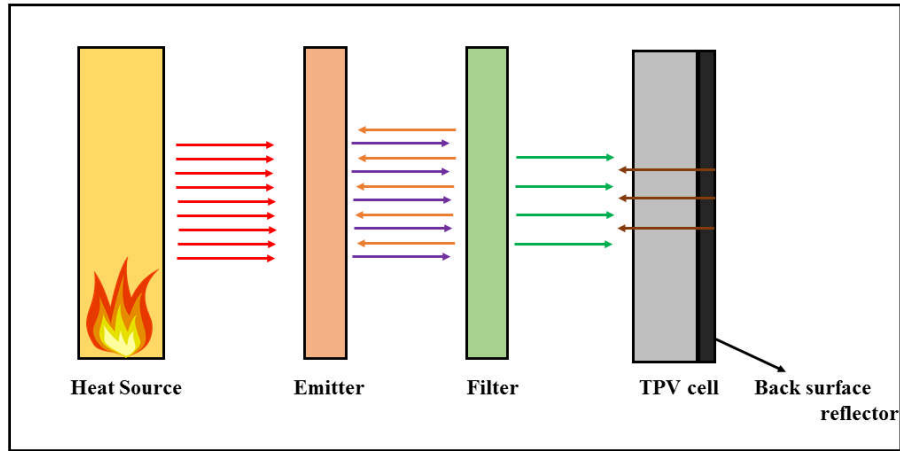 Heat Source
Emitter
Filter
TPV cell
Back surface
reflector